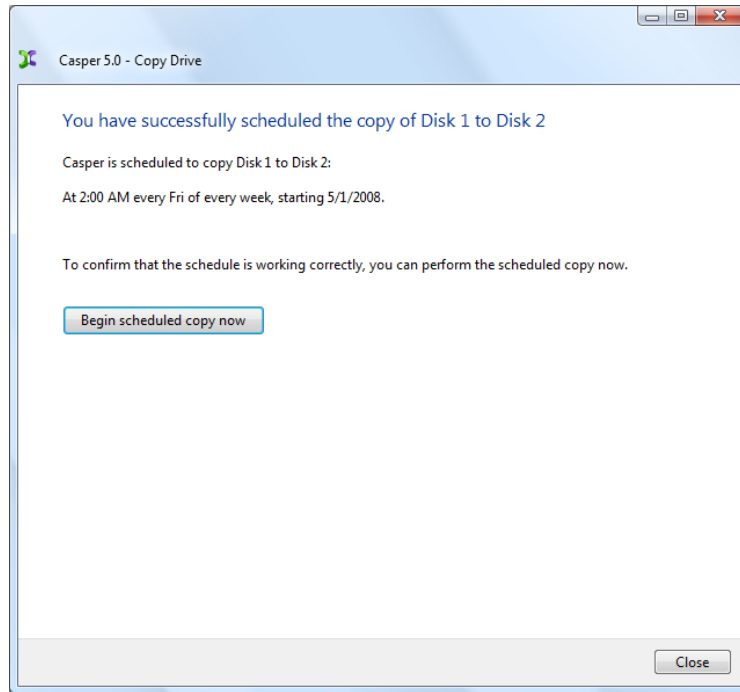 Casper 5.0 - Copy Drive
You have successfully scheduled the copy of Disk 1 to Disk 2
Casper is scheduled to copy Disk 1 to Disk 2:
At 2:00 AM every Fri of every week, starting 5/1/2008.
To confirm that the schedule is working correctly, you can perform the scheduled copy now.
Begin scheduled copy now
Close